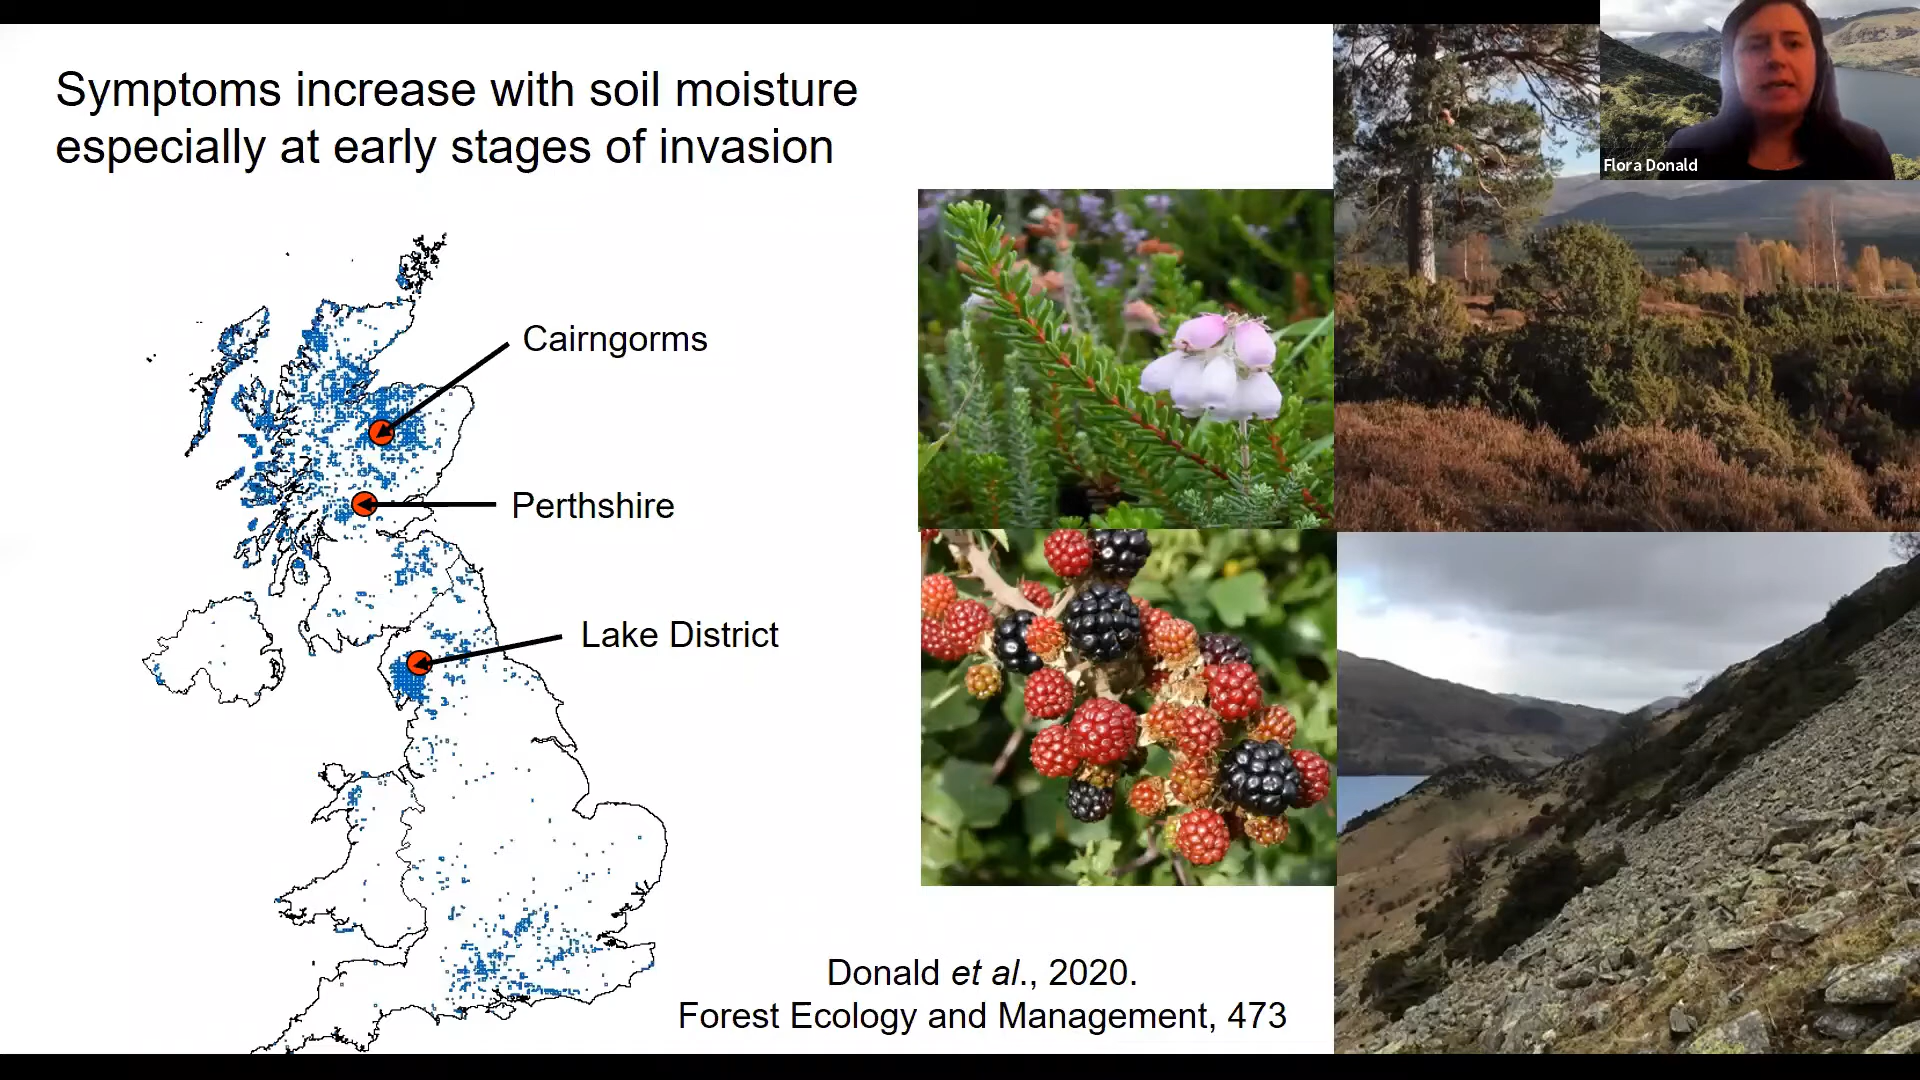 Symptoms increase with soil moisture
especially at early stages of invasion
Flora Donald
Cairngorms
Perthshire
Lake District
Donald et al., 2020.
Forest Ecology and Management, 473